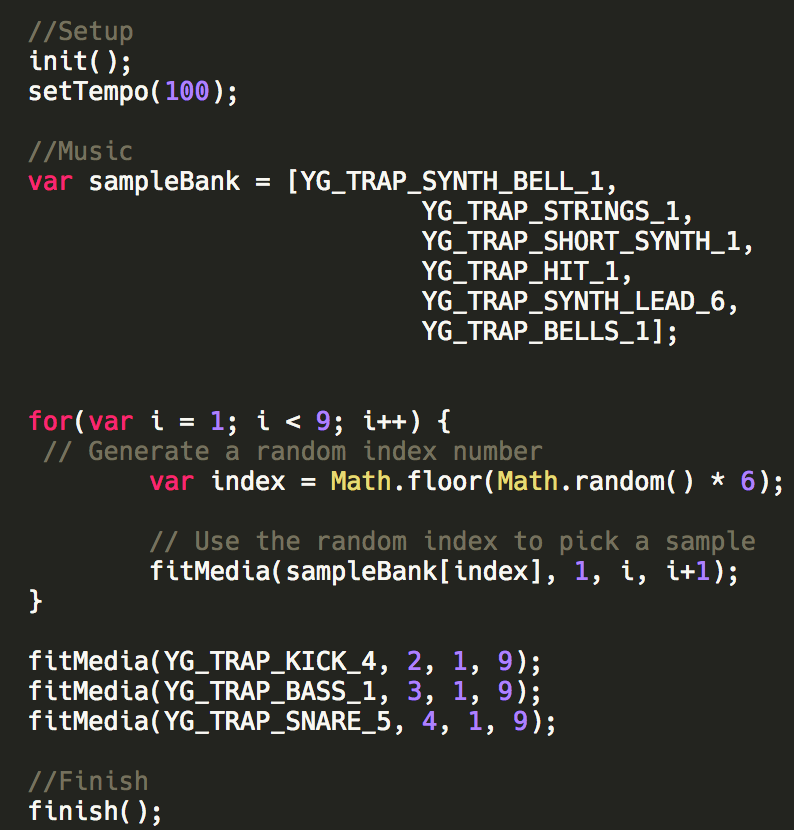 //Setup
init();
setTempo(100);
//Music
var sampleBank = [YG_TRAP_SYNTH_BELL_1,
YG_TRAP_STRINGS_1,
YG_TRAP_SHORT_SYNTH_1,
YG_TRAP_HIT_1,
YG_TRAP_SYNTH_LEAD_6,
YG_TRAP_BELLS_1];
for(var i = 1; i < 9; i++) {
// Generate a random index number
var index = Math.floor(Math.random() * 6);
// Use the random index to pick a sample
fitMedia(sampleBank[index], 1, i, i+1);
}
fitMedia(YG_TRAP_KICK_4, 2, 1, 9);
fitMedia(YG_TRAP_BASS_1, 3, 1, 9);
fitMedia(YG_TRAP_SNARE_5, 4, 1, 9);
//Finish
finish();